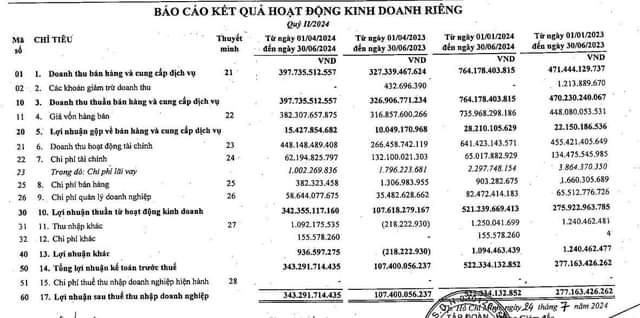 BÁO CÁO KẾT QUẢ HOẠT ĐỘNG KINH DOANH RIÊNG
Quý II/2024
Mã số CHỈ TIÊU Thuyết minh Từ ngày 01/04/2024 đến ngày 30/06/2024 Từ ngày 01/04/2023 đến ngày 30/06/2023 Từ ngày 01/01/2024 đến ngày 30/06/2024 Từ ngày 01/01/2023 đến ngày 30/06/2023
VND VND VND VND
01 1. Doanh thu bán hàng và cung cấp dịch vụ 21 397.735.512.557 327.339.467.624 764.178.403.815 471.444.129.737
02 2. Các khoản giảm trừ doanh thu - 432.696.390 - 1.213.889.670
10 3. Doanh thu thuần bán hàng và cung cấp dịch vụ 397.735.512.557 326.906.771.234 764.178.403.815 470.230.240.067
11 4. Giá vốn hàng bán 22 382.307.657.875 316.857.600.266 735.968.298.186 448.080.053.531
20 5. Lợi nhuận gộp về bán hàng và cung cấp dịch vụ 15.427.854.682 10.049.170.968 28.210.105.629 22.150.186.536
21 6. Doanh thu hoạt động tài chính 23 448.148.489.408 266.458.742.119 641.423.143.571 455.421.405.649
22 7. Chi phí tài chính 24 62.194.825.797 132.100.021.303 65.017.882.929 134.475.545.985
23 Trong đó: Chi phí lãi vay 1.002.269.836 1.796.223.681 2.297.748.154 3.864.370.350
25 8. Chi phí bán hàng 25 382.323.458 1.306.983.955 903.282.675 1.660.305.689
26 9. Chi phí quản lý doanh nghiệp 26 58.644.077.675 35.482.628.662 82.472.414.183 65.512.776.726
30 10. Lợi nhuận thuần từ hoạt động kinh doanh 342.355.117.160 107.618.279.167 521.239.669.413 275.922.963.785
31 11. Thu nhập khác 27 1.092.175.535 (218.222.930) 1.250.041.699 1.240.462.481
32 12. Chi phí khác 155.578.260 - 155.578.260 4
40 13. Lợi nhuận khác 936.597.275 (218.222.930) 1.094.463.439 1.240.462.477
50 14. Tổng lợi nhuận kế toán trước thuế 343.291.714.435 107.400.056.237 522.334.132.852 277.163.426.262
51 15. Chi phí thuế thu nhập doanh nghiệp hiện hành 28 - - - -
60 17. Lợi nhuận sau thuế thu nhập doanh nghiệp 343.291.714.435 107.400.056.237 522.334.132.852 277.163.426.262
24 7 năm 2024
TẬP ĐOÀN